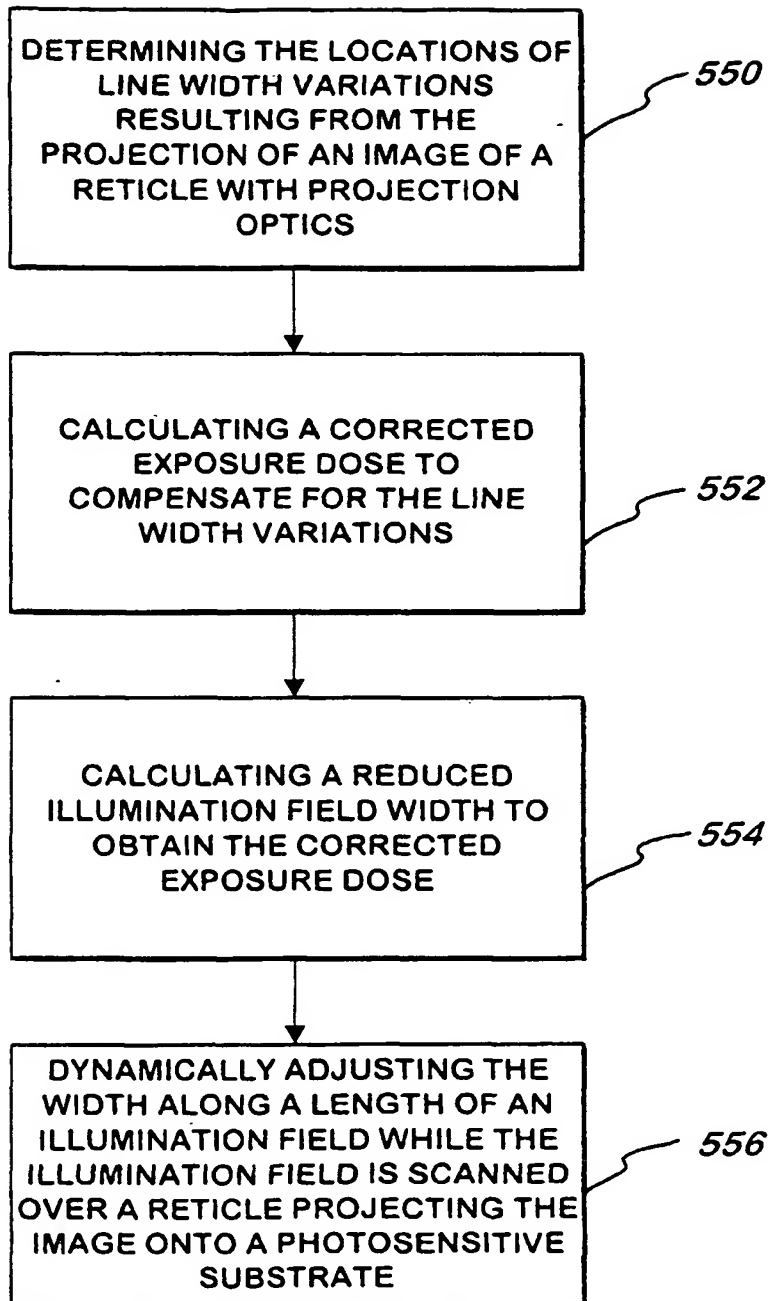 DETERMINING THE LOCATIONS OF
LINE WIDTH VARIATIONS
RESULTING FROM THE
PROJECTION OF AN IMAGE OF A
RETICLE WITH PROJECTION
OPTICS
550
CALCULATING A CORRECTED
EXPOSURE DOSE TO
COMPENSATE FOR THE LINE
WIDTH VARIATIONS
552
CALCULATING A REDUCED
ILLUMINATION FIELD WIDTH TO
OBTAIN THE CORRECTED
EXPOSURE DOSE
554
DYNAMICALLY ADJUSTING THE
WIDTH ALONG A LENGTH OF AN
ILLUMINATION FIELD WHILE THE
ILLUMINATION FIELD IS SCANNED
OVER A RETICLE PROJECTING THE
IMAGE ONTO A PHOTOSENSITIVE
SUBSTRATE
556